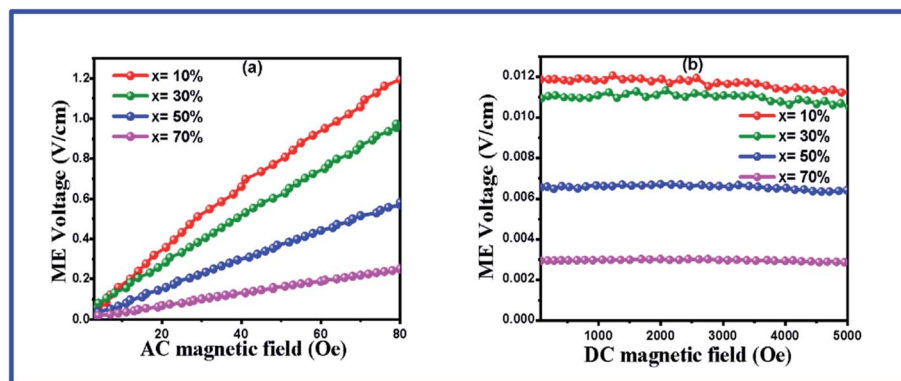 (a)
x= 10%
x= 30%
x= 50%
x= 70%
ME Voltage (V/cm)
1.2
1.0
0.8
0.6
0.4
0.2
0.0
20
40
60
80
AC magnetic field (Oe)
(b)
x= 10%
x= 30%
x= 50%
x= 70%
ME Voltage (V/cm)
0.012
0.010
0.008
0.006
0.004
0.002
0.000
1000
2000
3000
4000
5000
DC magnetic field (Oe)